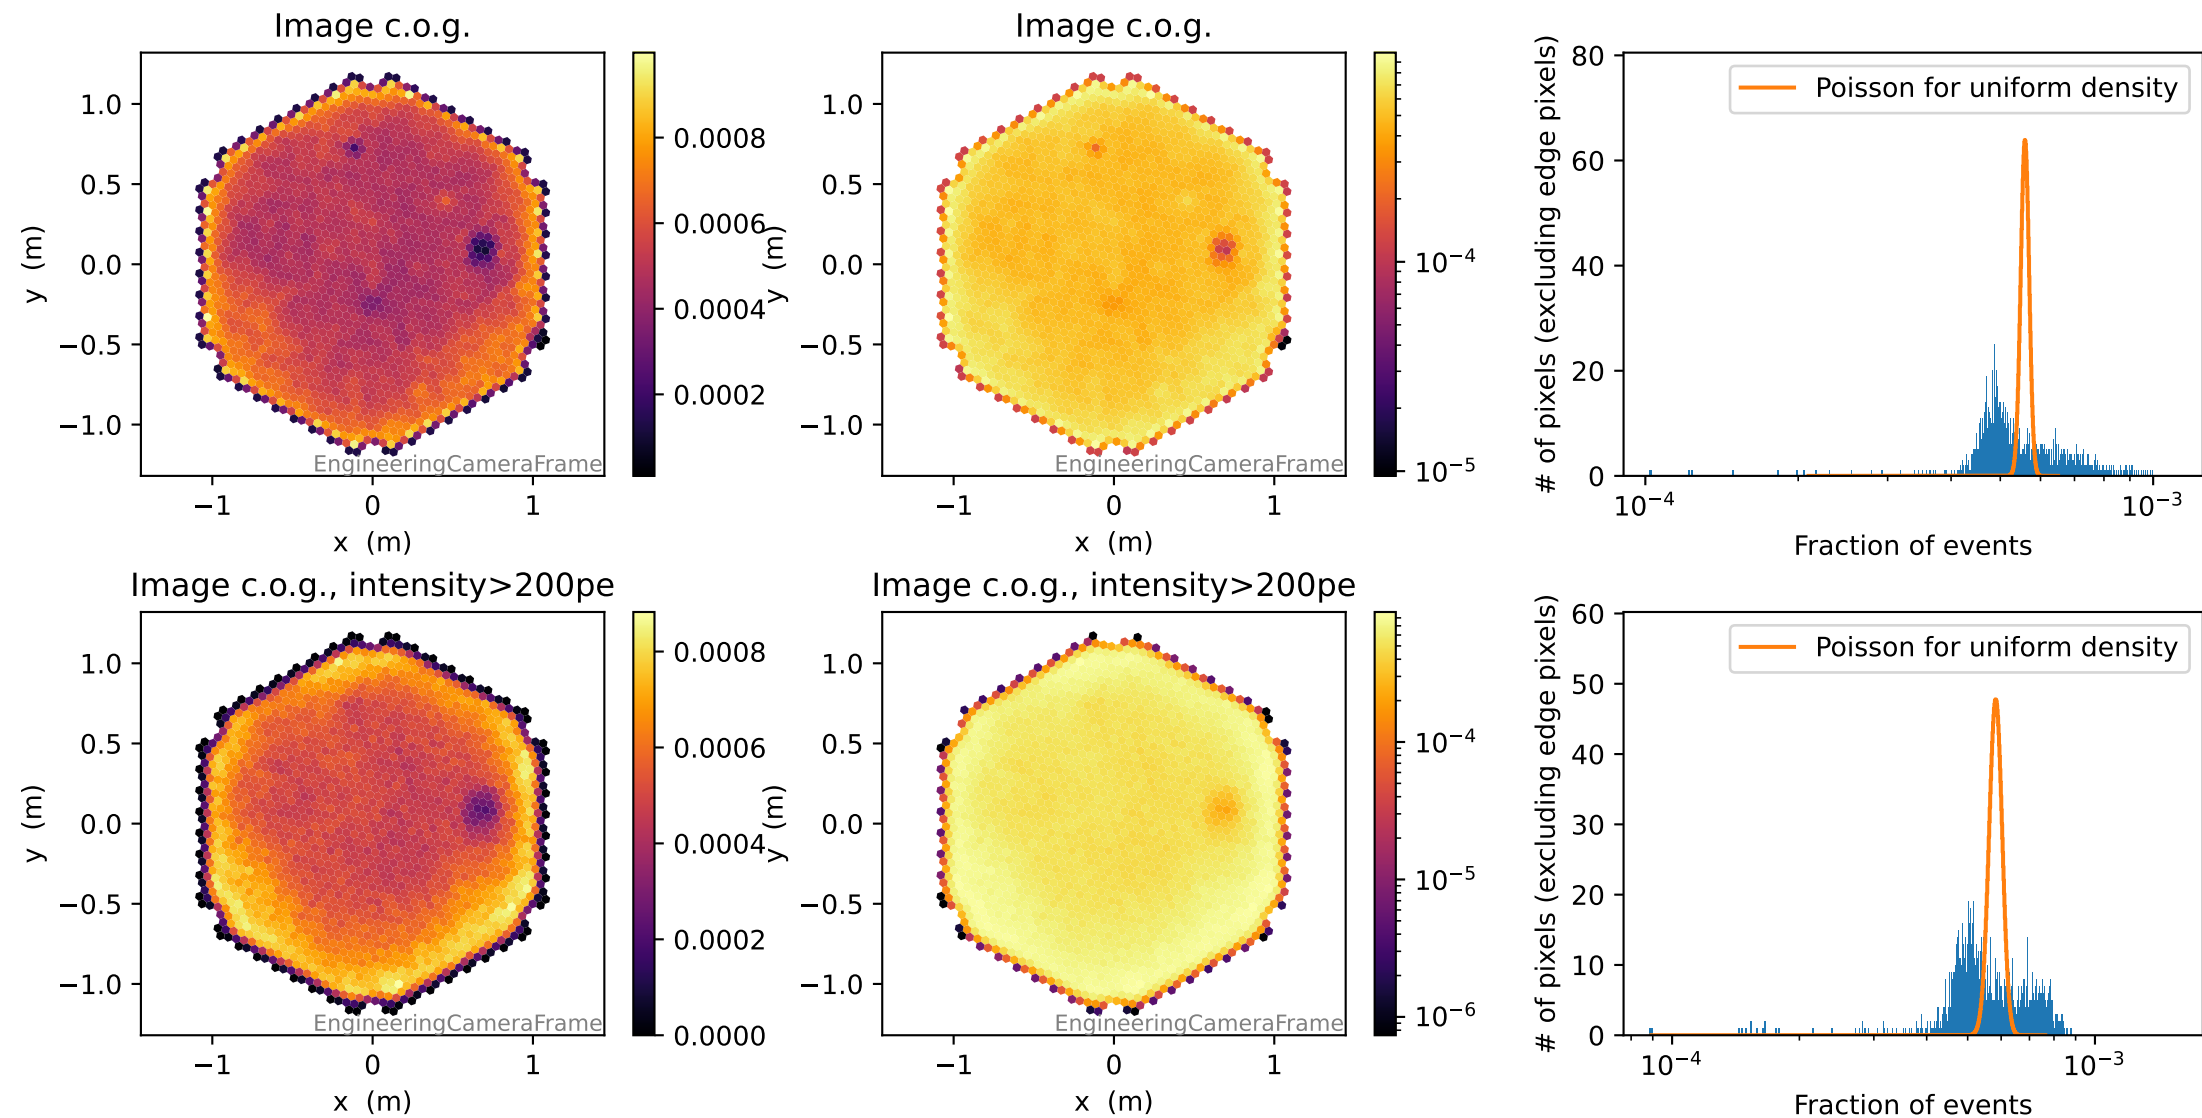 Image c.o.g.
1.0
0.5
0.0
−0.5
−1.0
y (m)
EngineeringCameraFrame
−1
0
1
x (m)
0.0008
0.0006
0.0004
0.0002
Image c.o.g.
1.0
0.5
0.0
−0.5
−1.0
y (m)
EngineeringCameraFrame
−1
0
1
x (m)
10⁻⁴
10⁻⁵
80
60
40
20
0
# of pixels (excluding edge pixels)
Poisson for uniform density
10⁻⁴
10⁻³
Fraction of events
Image c.o.g., intensity>200pe
1.0
0.5
0.0
−0.5
−1.0
y (m)
EngineeringCameraFrame
−1
0
1
x (m)
0.0008
0.0006
0.0004
0.0002
0.0000
Image c.o.g., intensity>200pe
1.0
0.5
0.0
−0.5
−1.0
y (m)
EngineeringCameraFrame
−1
0
1
x (m)
10⁻⁴
10⁻⁵
10⁻⁶
60
50
40
30
20
10
0
# of pixels (excluding edge pixels)
Poisson for uniform density
10⁻⁴
10⁻³
Fraction of events